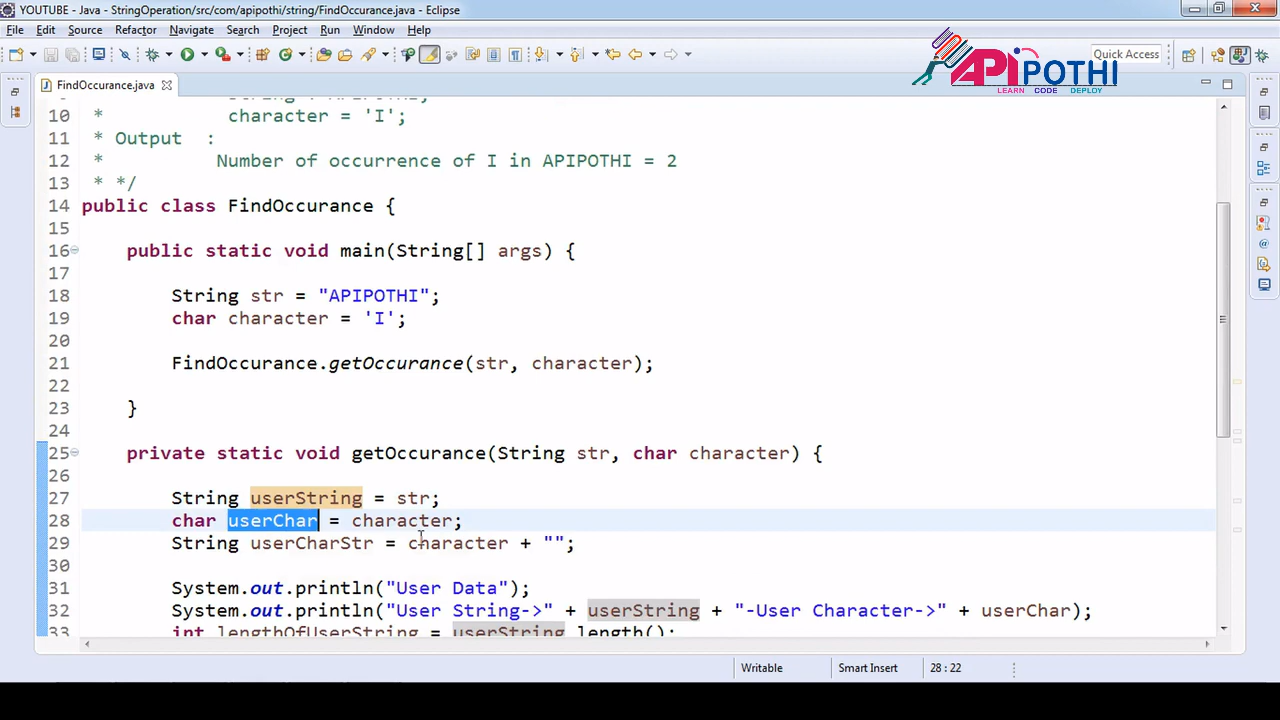 YOUTUBE - Java - StringOperation/src/com/apipothi/string/FindOccurance.java - Eclipse
File Edit Source Refactor Navigate Search Project Run Window Help
Quick Access
APIPOTHI
LEARN CODE DEPLOY
FindOccurance.java
10 * character = 'I';
11 * Output :
12 * Number of occurrence of I in APIPOTHI = 2
13 * */
14 public class FindOccurance {
15
16 public static void main(String[] args) {
17
18 String str = "APIPOTHI";
19 char character = 'I';
20
21 FindOccurance.getOccurance(str, character);
22
23 }
24
25 private static void getOccurance(String str, char character) {
26
27 String userString = str;
28 char userChar = character;
29 String userCharStr = character + "";
30
31 System.out.println("User Data");
32 System.out.println("User String->" + userString + "-User Character->" + userChar);
33 int lengthOfUserString = userString.length();
Writable Smart Insert 28 : 22